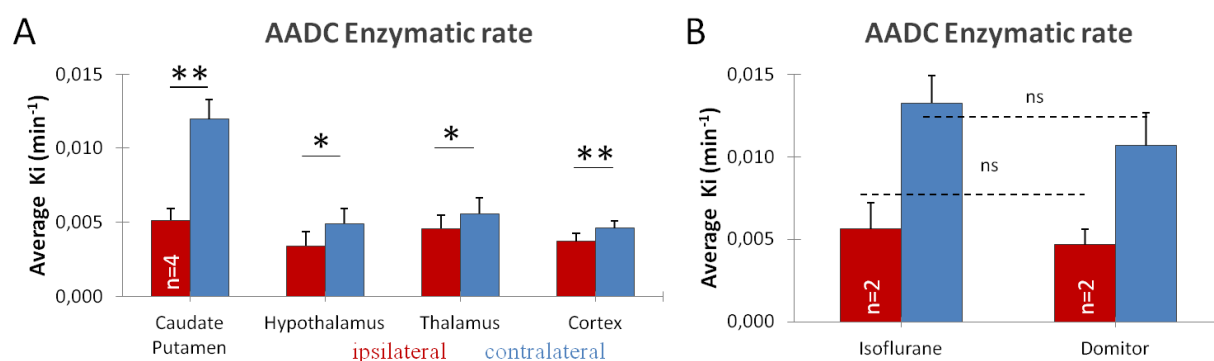 A
AADC Enzymatic rate
Average Ki (min⁻¹)
0,015
0,010
0,005
0,000
**
*
*
**
n=4
Caudate
Putamen
Hypothalamus
Thalamus
Cortex
ipsilateral
contralateral
B
AADC Enzymatic rate
Average Ki (min⁻¹)
0,015
0,010
0,005
0,000
ns
ns
n=2
n=2
Isoflurane
Domitor